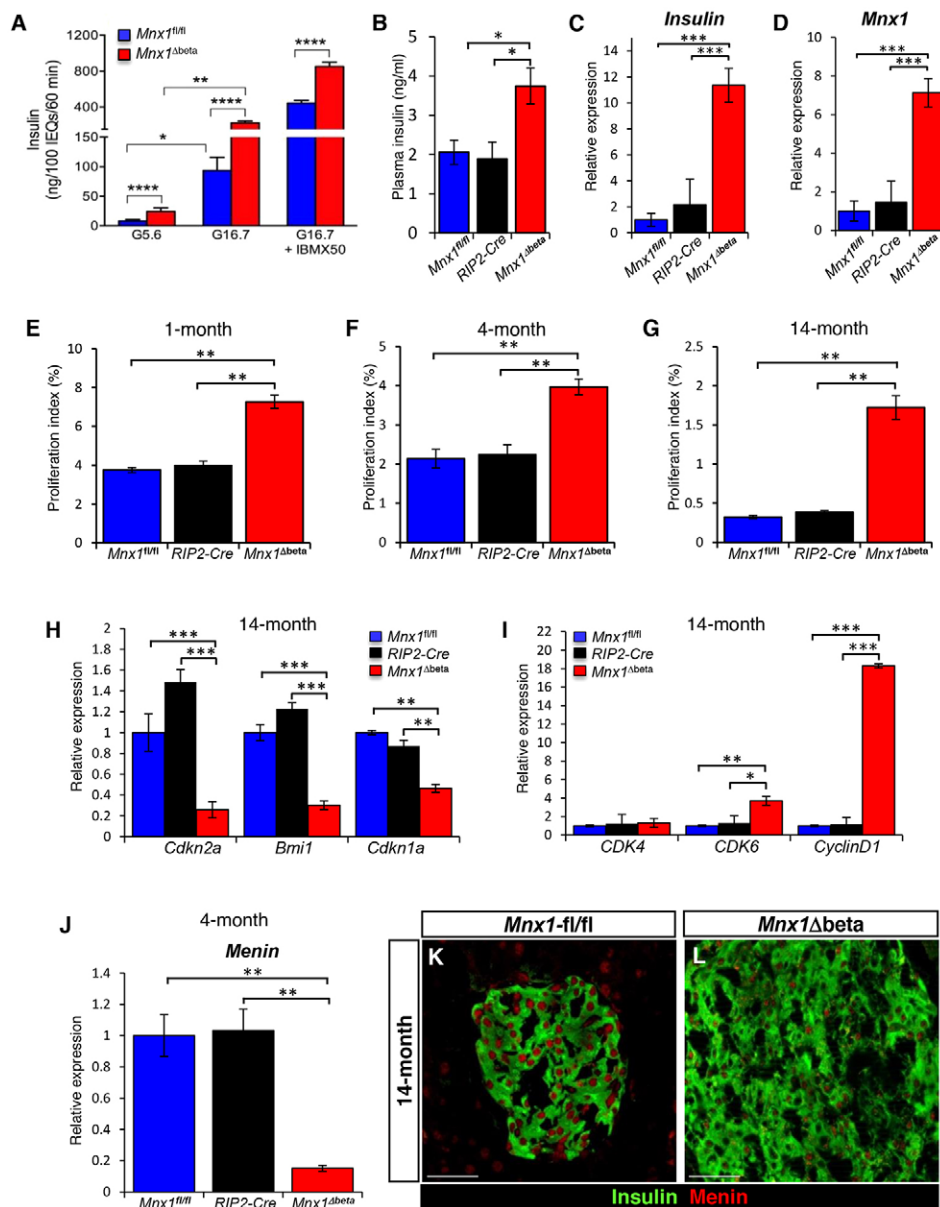 A
Insulin
(ng/100 IEQs/60 min)
1200
800
400
150
100
50
0
Mnx1fl/fl
Mnx1Δbeta
****
*
**
****
****
G5.6
G16.7
G16.7
+ IBMX50
B
Plasma insulin (ng/ml)
5
4
3
2
1
0
*
*
Mnx1fl/fl
RIP2-Cre
Mnx1Δbeta
C
Insulin
Relative expression
14
12
10
8
6
4
2
0
***
***
Mnx1fl/fl
RIP2-Cre
Mnx1Δbeta
D
Mnx1
Relative expression
10
8
6
4
2
0
***
***
Mnx1fl/fl
RIP2-Cre
Mnx1Δbeta
E
1-month
Proliferation index (%)
10
8
6
4
2
0
**
**
Mnx1fl/fl
RIP2-Cre
Mnx1Δbeta
F
4-month
Proliferation index (%)
5
4
3
2
1
0
**
**
Mnx1fl/fl
RIP2-Cre
Mnx1Δbeta
G
14-month
Proliferation index (%)
2.5
2
1.5
1
0.5
0
**
**
Mnx1fl/fl
RIP2-Cre
Mnx1Δbeta
H
14-month
Relative expression
2
1.8
1.6
1.4
1.2
1
0.8
0.6
0.4
0.2
0
Mnx1fl/fl
RIP2-Cre
Mnx1Δbeta
***
***
***
***
**
**
Cdkn2a
Bmi1
Cdkn1a
I
14-month
Relative expression
22
20
18
16
14
12
10
8
6
4
2
0
Mnx1fl/fl
RIP2-Cre
Mnx1Δbeta
**
*
***
***
CDK4
CDK6
CyclinD1
J
4-month
Menin
Relative expression
1.4
1.2
1
0.8
0.6
0.4
0.2
0
**
**
Mnx1fl/fl
RIP2-Cre
Mnx1Δbeta
Mnx1-fl/fl
Mnx1Δbeta
14-month
K
L
Insulin Menin